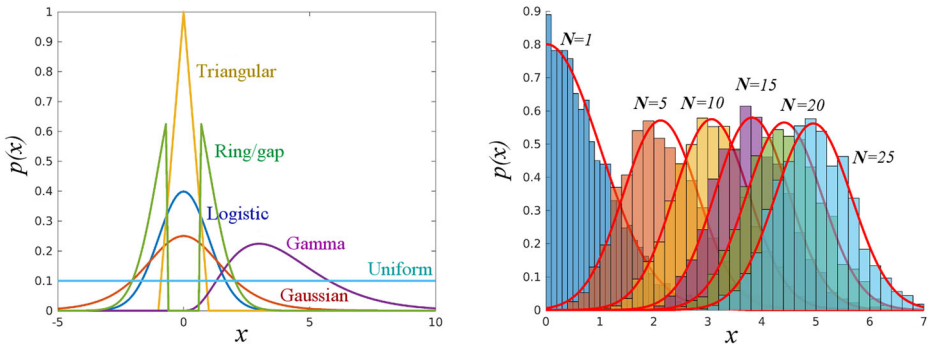 1
0.9
0.8
0.7
0.6
0.5
0.4
0.3
0.2
0.1
0
p(x)
Triangular
Ring/gap
Logistic
Gamma
Uniform
Gaussian
-5 0 5 10
x
0.9
0.8
0.7
0.6
0.5
0.4
0.3
0.2
0.1
0
p(x)
N=1
N=15
N=5 N=10 N=20
N=25
0 1 2 3 4 5 6 7
x